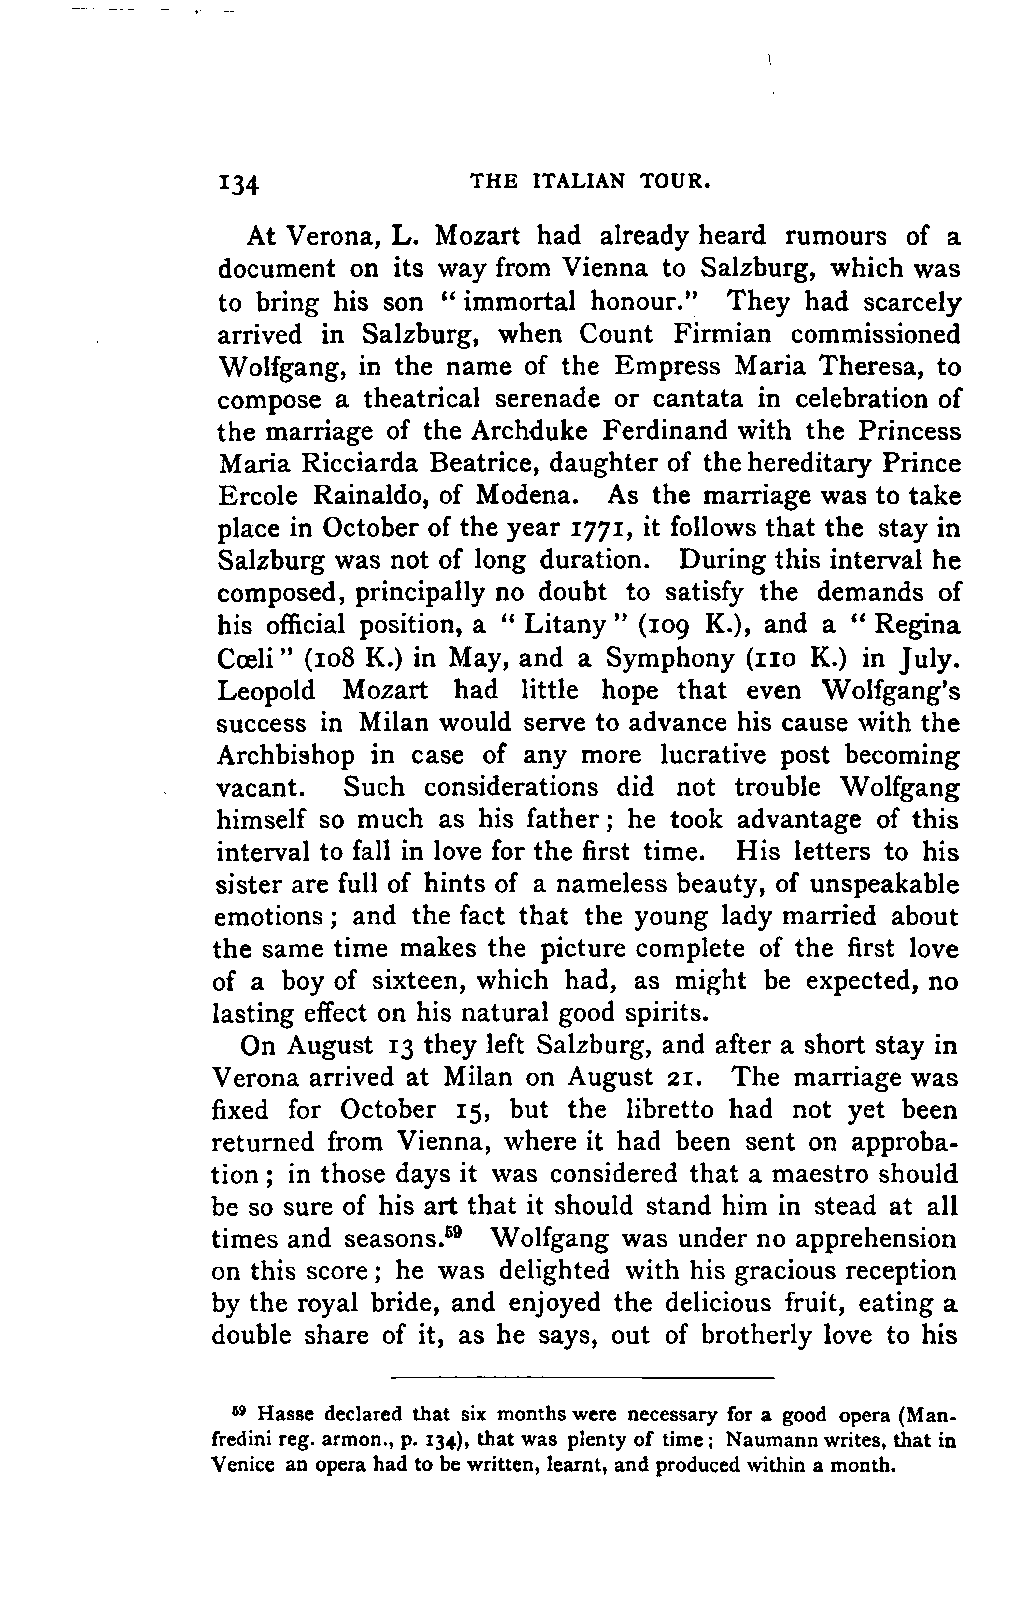 134 THE ITALIAN TOUR.
At Verona, L. Mozart had already heard rumours of a
document on its way from Vienna to Salzburg, which was
to bring his son “ immortal honour.” They had scarcely
arrived in Salzburg, when Count Firmian commissioned
Wolfgang, in the name of the Empress Maria Theresa, to
compose a theatrical serenade or cantata in celebration of
the marriage of the Archduke Ferdinand with the Princess
Maria Ricciarda Beatrice, daughter of the hereditary Prince
Ercole Rainaldo, of Modena. As the marriage was to take
place in October of the year 1771, it follows that the stay in
Salzburg was not of long duration. During this interval he
composed, principally no doubt to satisfy the demands of
his official position, a “ Litany ” (109 K.), and a “ Regina
Cœli ” (108 K.) in May, and a Symphony (110 K.) in July.
Leopold Mozart had little hope that even Wolfgang’s
success in Milan would serve to advance his cause with the
Archbishop in case of any more lucrative post becoming
vacant. Such considerations did not trouble Wolfgang
himself so much as his father ; he took advantage of this
interval to fall in love for the first time. His letters to his
sister are full of hints of a nameless beauty, of unspeakable
emotions ; and the fact that the young lady married about
the same time makes the picture complete of the first love
of a boy of sixteen, which had, as might be expected, no
lasting effect on his natural good spirits.
On August 13 they left Salzburg, and after a short stay in
Verona arrived at Milan on August 21. The marriage was
fixed for October 15, but the libretto had not yet been
returned from Vienna, where it had been sent on approba-
tion ; in those days it was considered that a maestro should
be so sure of his art that it should stand him in stead at all
times and seasons.⁵⁹ Wolfgang was under no apprehension
on this score ; he was delighted with his gracious reception
by the royal bride, and enjoyed the delicious fruit, eating a
double share of it, as he says, out of brotherly love to his
⁵⁹ Hasse declared that six months were necessary for a good opera (Man-
fredini reg. armon., p. 134), that was plenty of time ; Naumann writes, that in
Venice an opera had to be written, learnt, and produced within a month.